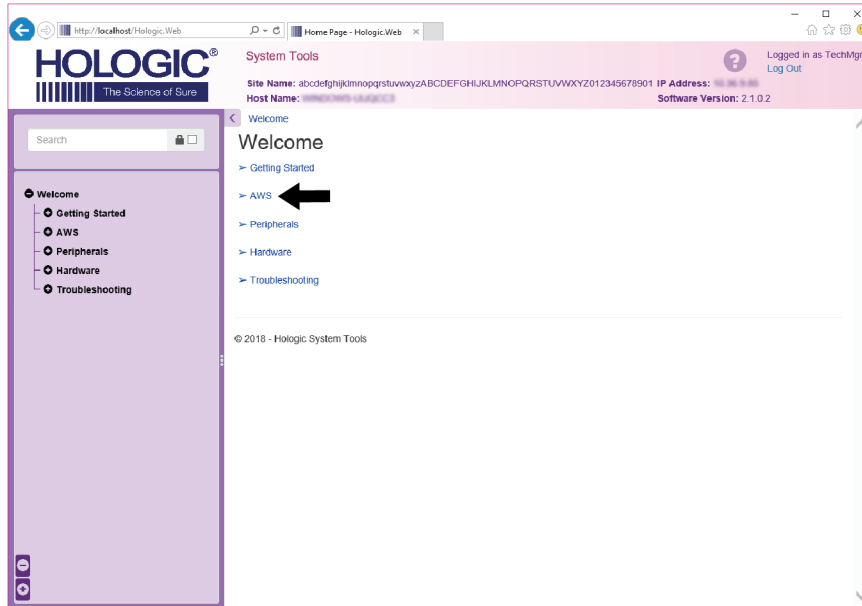 http://localhost/Hologic.Web
Home Page - Hologic.Web
HOLOGIC®
The Science of Sure
System Tools
Logged in as TechMgr
Log Out
Site Name: abcdefghijklmnopqrstuvwxyzABCDEFGHIJKLMNOPQRSTUVWXYZ012345678901 IP Address:
Host Name:
Software Version: 2.1.0.2
Search
Welcome
Getting Started
AWS
Peripherals
Hardware
Troubleshooting
Welcome
Welcome
➢ Getting Started
➢ AWS
➢ Peripherals
➢ Hardware
➢ Troubleshooting
© 2018 - Hologic System Tools